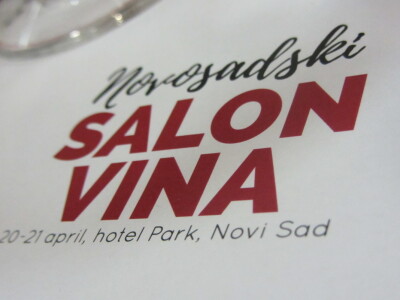 Novosadski
SALON
VINA
20-21 april, hotel Park, Novi Sad